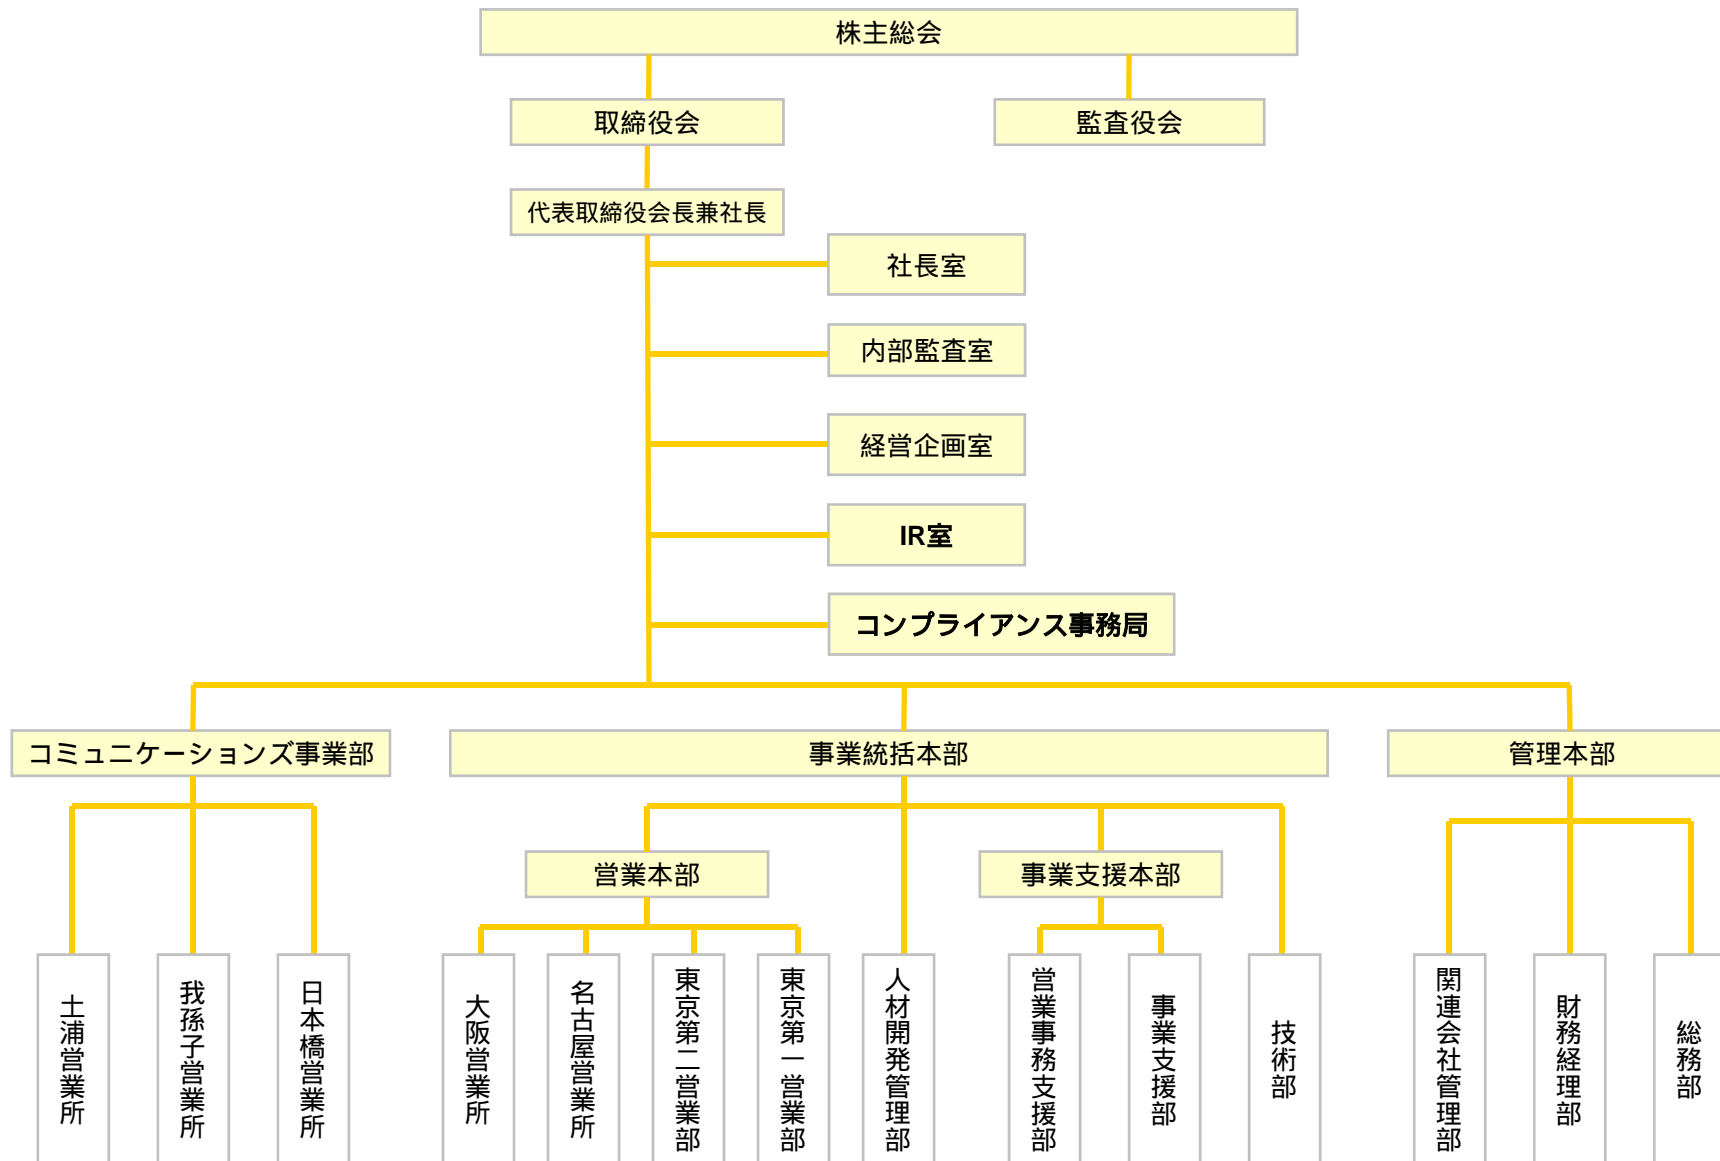 株主総会
取締役会
監査役会
代表取締役会長兼社長
社長室
内部監査室
経営企画室
IR室
コンプライアンス事務局
コミュニケーションズ事業部
事業統括本部
管理本部
営業本部
事業支援本部
土浦営業所
我孫子営業所
日本橋営業所
大阪営業所
名古屋営業所
東京第二営業部
東京第一営業部
人材開発管理部
営業事務支援部
事業支援部
技術部
関連会社管理部
財務経理部
総務部